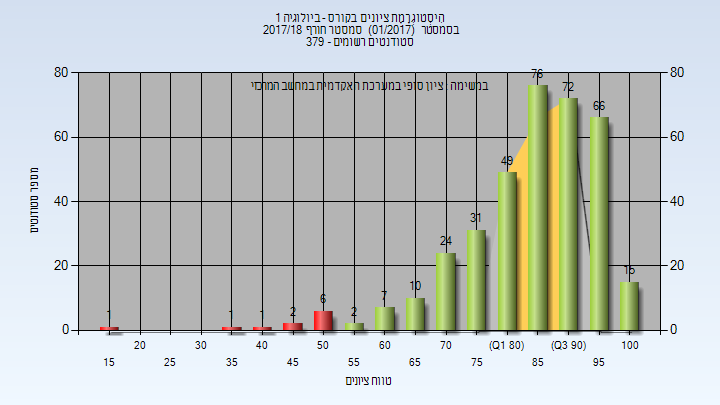 היסטוגרמת ציונים בקורס - ביולוגיה 1
בסמסטר (01/2017) סמסטר חורף 2017/18
סטודנטים רשומים - 379
במשימה : ציון סופי במערכת האקדמית במחשב המרכזי
מספר סטודנטים
80 80
60 60
40 40
20 20
0 0
1 1 1 2 6 2 7 10 24 31 49 76 72 66 15
20 30 40 50 60 70 (Q1 80) (Q3 90) 100
15 25 35 45 55 65 75 85 95
טווח ציונים